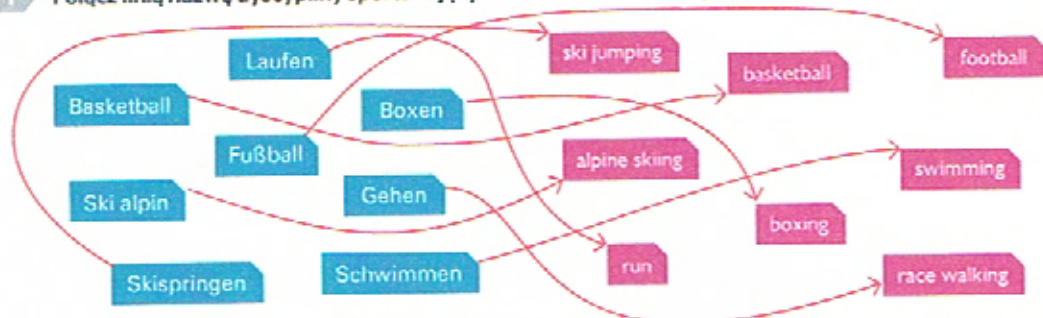 Laufen
ski jumping
football
basketball
Basketball
Boxen
Fußball
alpine skiing
swimming
Ski alpin
Gehen
boxing
run
Skispringen
Schwimmen
race walking